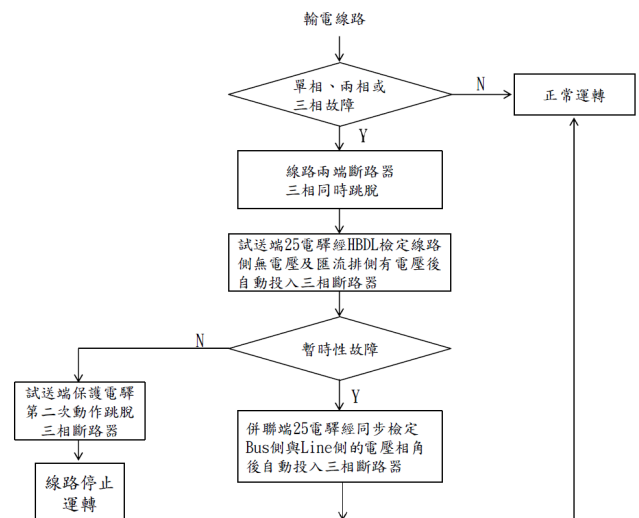 輸電線路
單相、兩相或
三相故障
N
正常運轉
Y
線路兩端斷路器
三相同時跳脫
試送端25電驛經HBDL檢定線路
側無電壓及匯流排側有電壓後
自動投入三相斷路器
N
暫時性故障
Y
試送端保護電驛
第二次動作跳脫
三相斷路器
併聯端25電驛經同步檢定
Bus側與Line側的電壓相角
後自動投入三相斷路器
線路停止
運轉